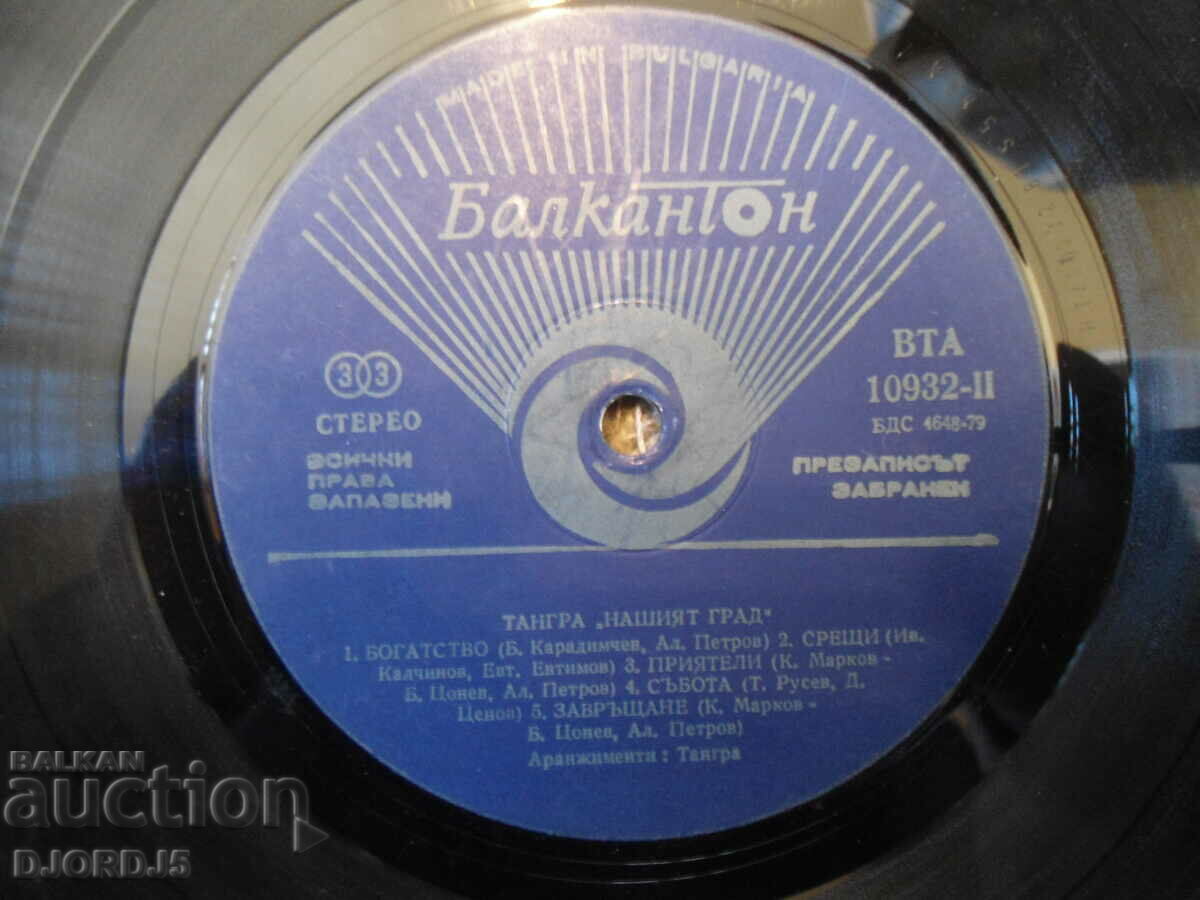 MADE IN BULGARIA
Балкантон
33
СТЕРЕО
ВСИЧКИ
ПРАВА
ЗАПАЗЕНИ
ВТА
10932-II
БДС 4648-79
ПРЕЗАПИСЪТ
ЗАБРАНЕН
ТАНГРА „НАШИЯТ ГРАД"
1. БОГАТСТВО (Б. Карадимчев, Ал. Петров) 2. СРЕЩИ (Ив.
Калчинов, Евт. Евтимов) 3. ПРИЯТЕЛИ (К. Марков -
Б. Цонев, Ал. Петров) 4. СЪБОТА (Т. Русев, Д.
Ценов) 5. ЗАВРЪЩАНЕ (К. Марков -
Б. Цонев, Ал. Петров)
Аранжименти : Тангра
BALKAN
auction
DJORDJ5